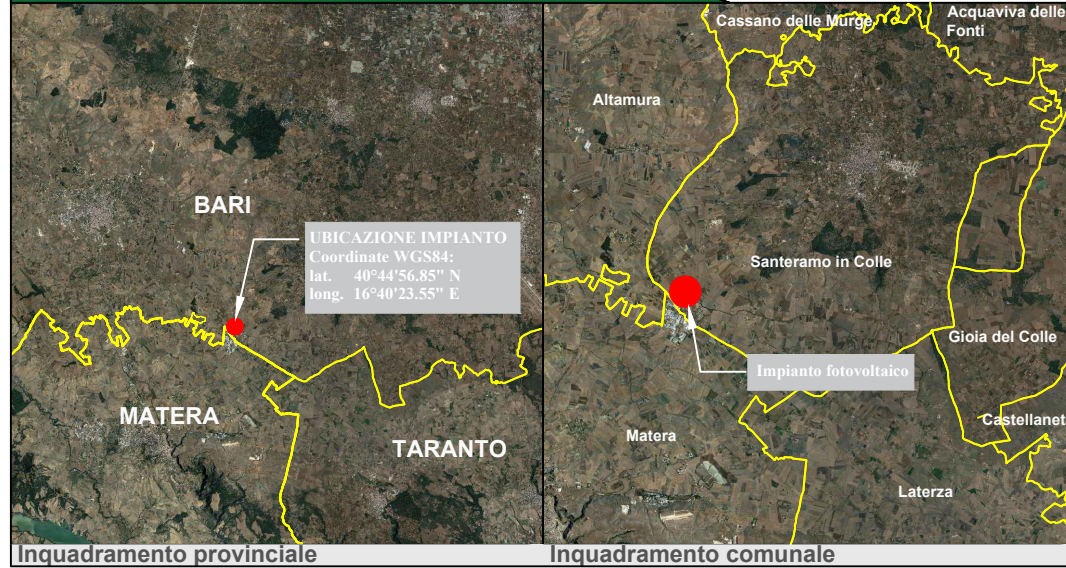 BARI
UBICAZIONE IMPIANTO
Coordinate WGS84:
lat. 40°44'56.85" N
long. 16°40'23.55" E
MATERA
TARANTO
Inquadramento provinciale
Cassano delle Murge
Acquaviva delle
Fonti
Altamura
Santeramo in Colle
Gioia del Colle
Impianto fotovoltaico
Castellanet
Matera
Laterza
Inquadramento comunale